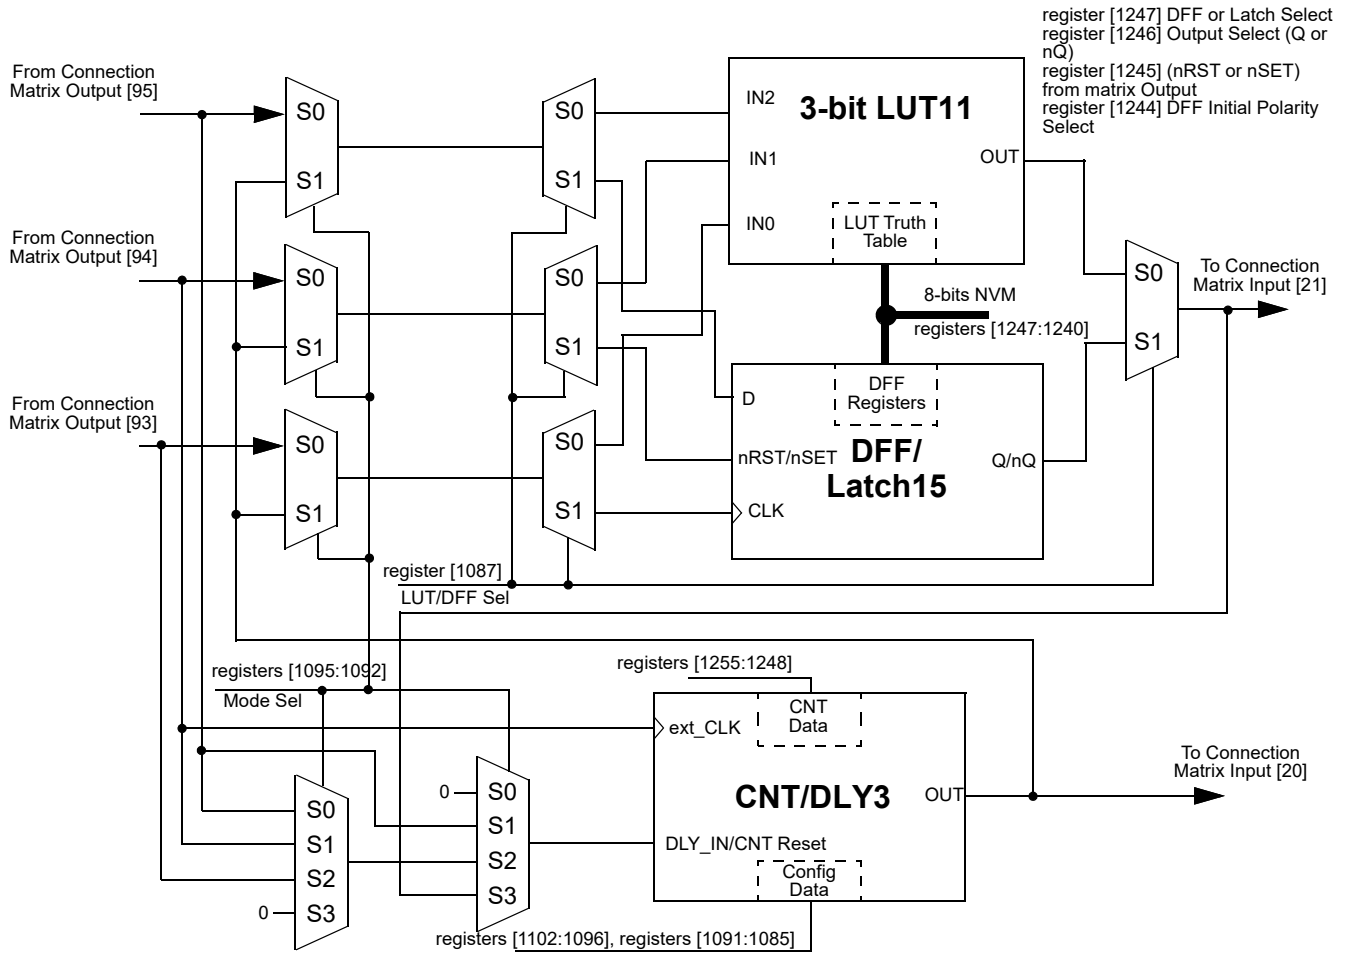 register [1247] DFF or Latch Select
register [1246] Output Select (Q or
nQ)
register [1245] (nRST or nSET)
from matrix Output
register [1244] DFF Initial Polarity
Select
From Connection
Matrix Output [95]
S0
S1
S0
S1
IN2
IN1
IN0
3-bit LUT11
OUT
LUT Truth
Table
From Connection
Matrix Output [94]
S0
S1
S0
S1
8-bits NVM
registers [1247:1240]
S0
S1
To Connection
Matrix Input [21]
From Connection
Matrix Output [93]
S0
S1
S0
S1
D
nRST/nSET
CLK
DFF
Registers
DFF/
Latch15
Q/nQ
register [1087]
LUT/DFF Sel
registers [1095:1092]
Mode Sel
registers [1255:1248]
CNT
Data
ext_CLK
CNT/DLY3
OUT
DLY_IN/CNT Reset
Config
Data
To Connection
Matrix Input [20]
S0
S1
S2
0
S3
0
S0
S1
S2
S3
registers [1102:1096], registers [1091:1085]